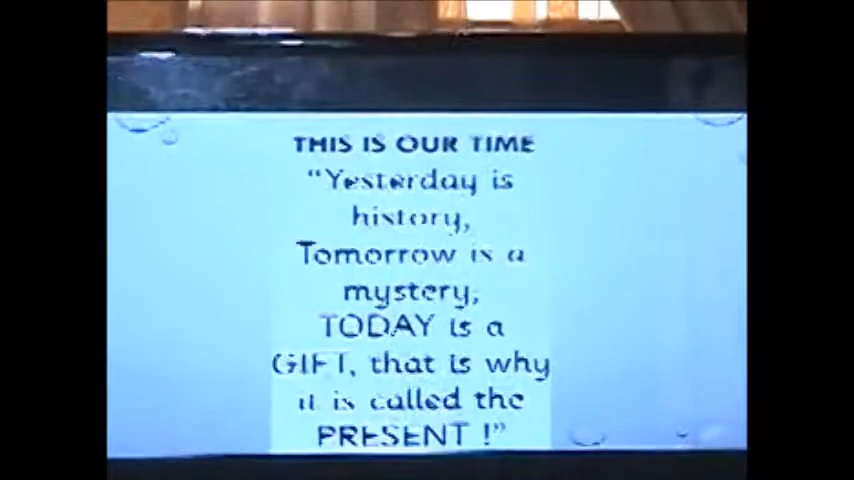 THIS IS OUR TIME
“Yesterday is
history,
Tomorrow is a
mystery,
TODAY is a
GIFT, that is why
it is called the
PRESENT !”